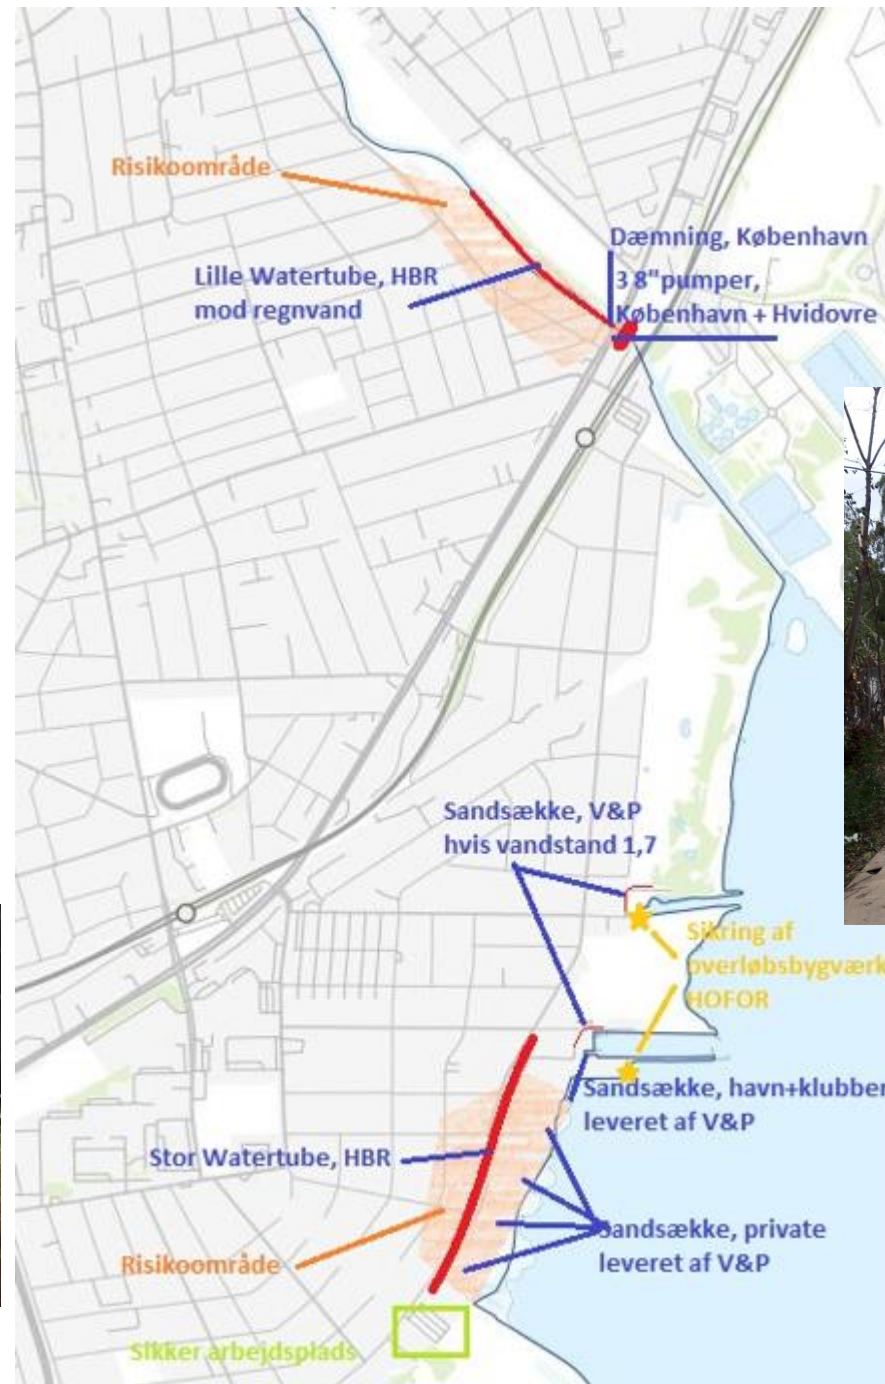 Risikoområde
Dæmning, København
3 8"pumper,
København + Hvidovre
Lille Watertube, HBR
mod regnvand
Sandsække, V&P
hvis vandstand 1,7
Sikring af
overløbsbygværk
HOFOR
Sandsække, havn+klubber
leveret af V&P
Stor Watertube, HBR
Sandsække, private
leveret af V&P
Risikoområde
Sikker arbejdsplads